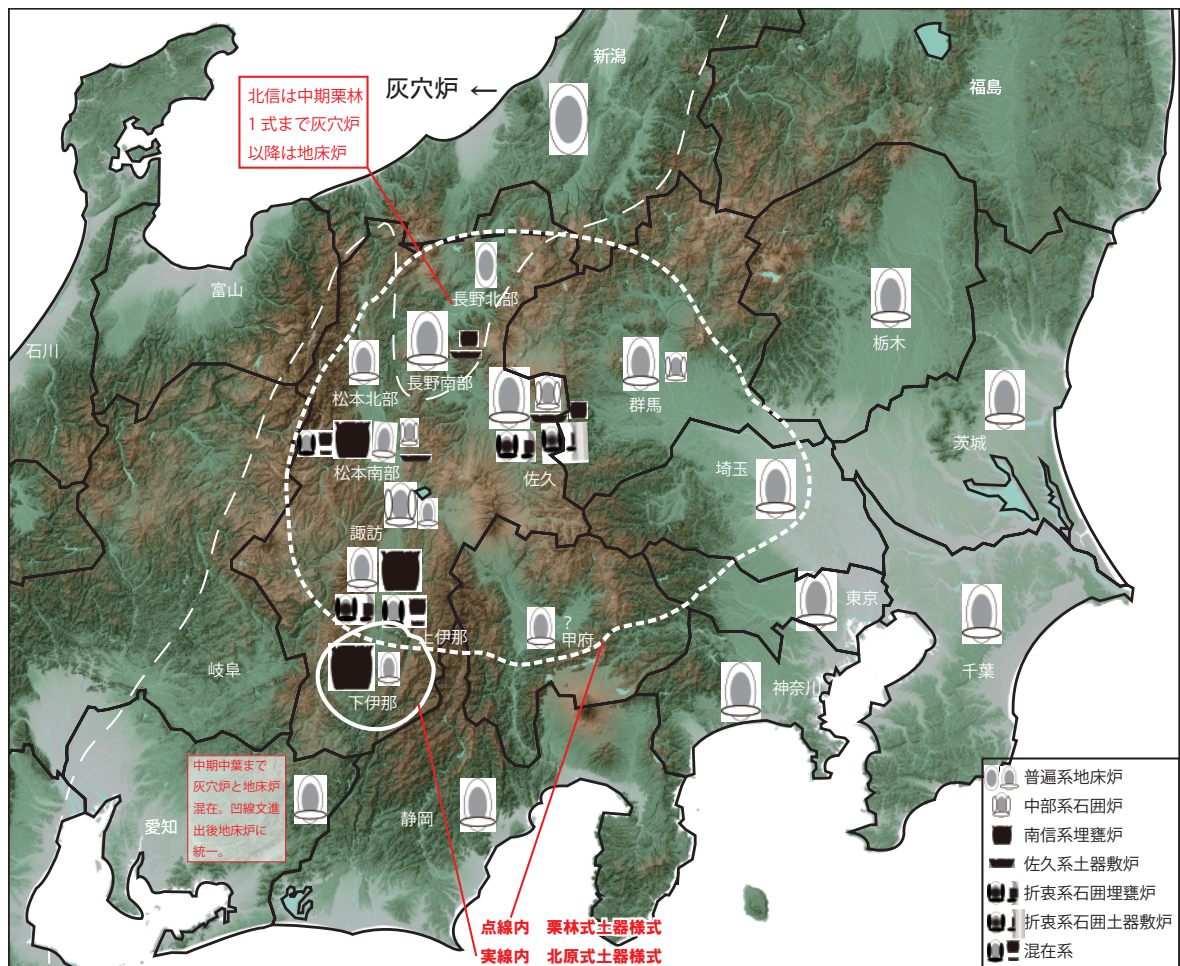 新潟
福島
灰穴炉 ←
北信は中期栗林
1 式まで灰穴炉
以降は地床炉
富山
長野北部
石川
栃木
長野南部
松本北部
群馬
茨城
松本南部
佐久
埼玉
諏訪
東京
?
甲府
上伊那
岐阜
千葉
下伊那
神奈川
中期中葉まで
灰穴炉と地床炉
混在。凹線文進
出後地床炉に
統一。
愛知
静岡
普遍系地床炉
中部系石囲炉
南信系埋甕炉
佐久系土器敷炉
折衷系石囲埋甕炉
折衷系石囲土器敷炉
混在系
点線内 栗林式土器様式
実線内 北原式土器様式